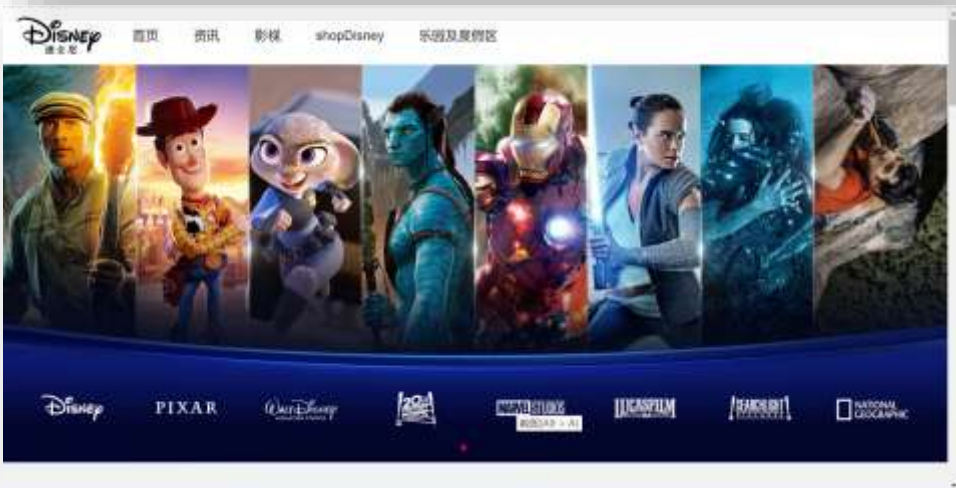 Disney
迪士尼
首页 资讯 影视 shopDisney 乐园及度假区
Disney PIXAR Walt Disney 20th MARVEL STUDIOS LUCASFILM SEARCHLIGHT NATIONAL GEOGRAPHIC